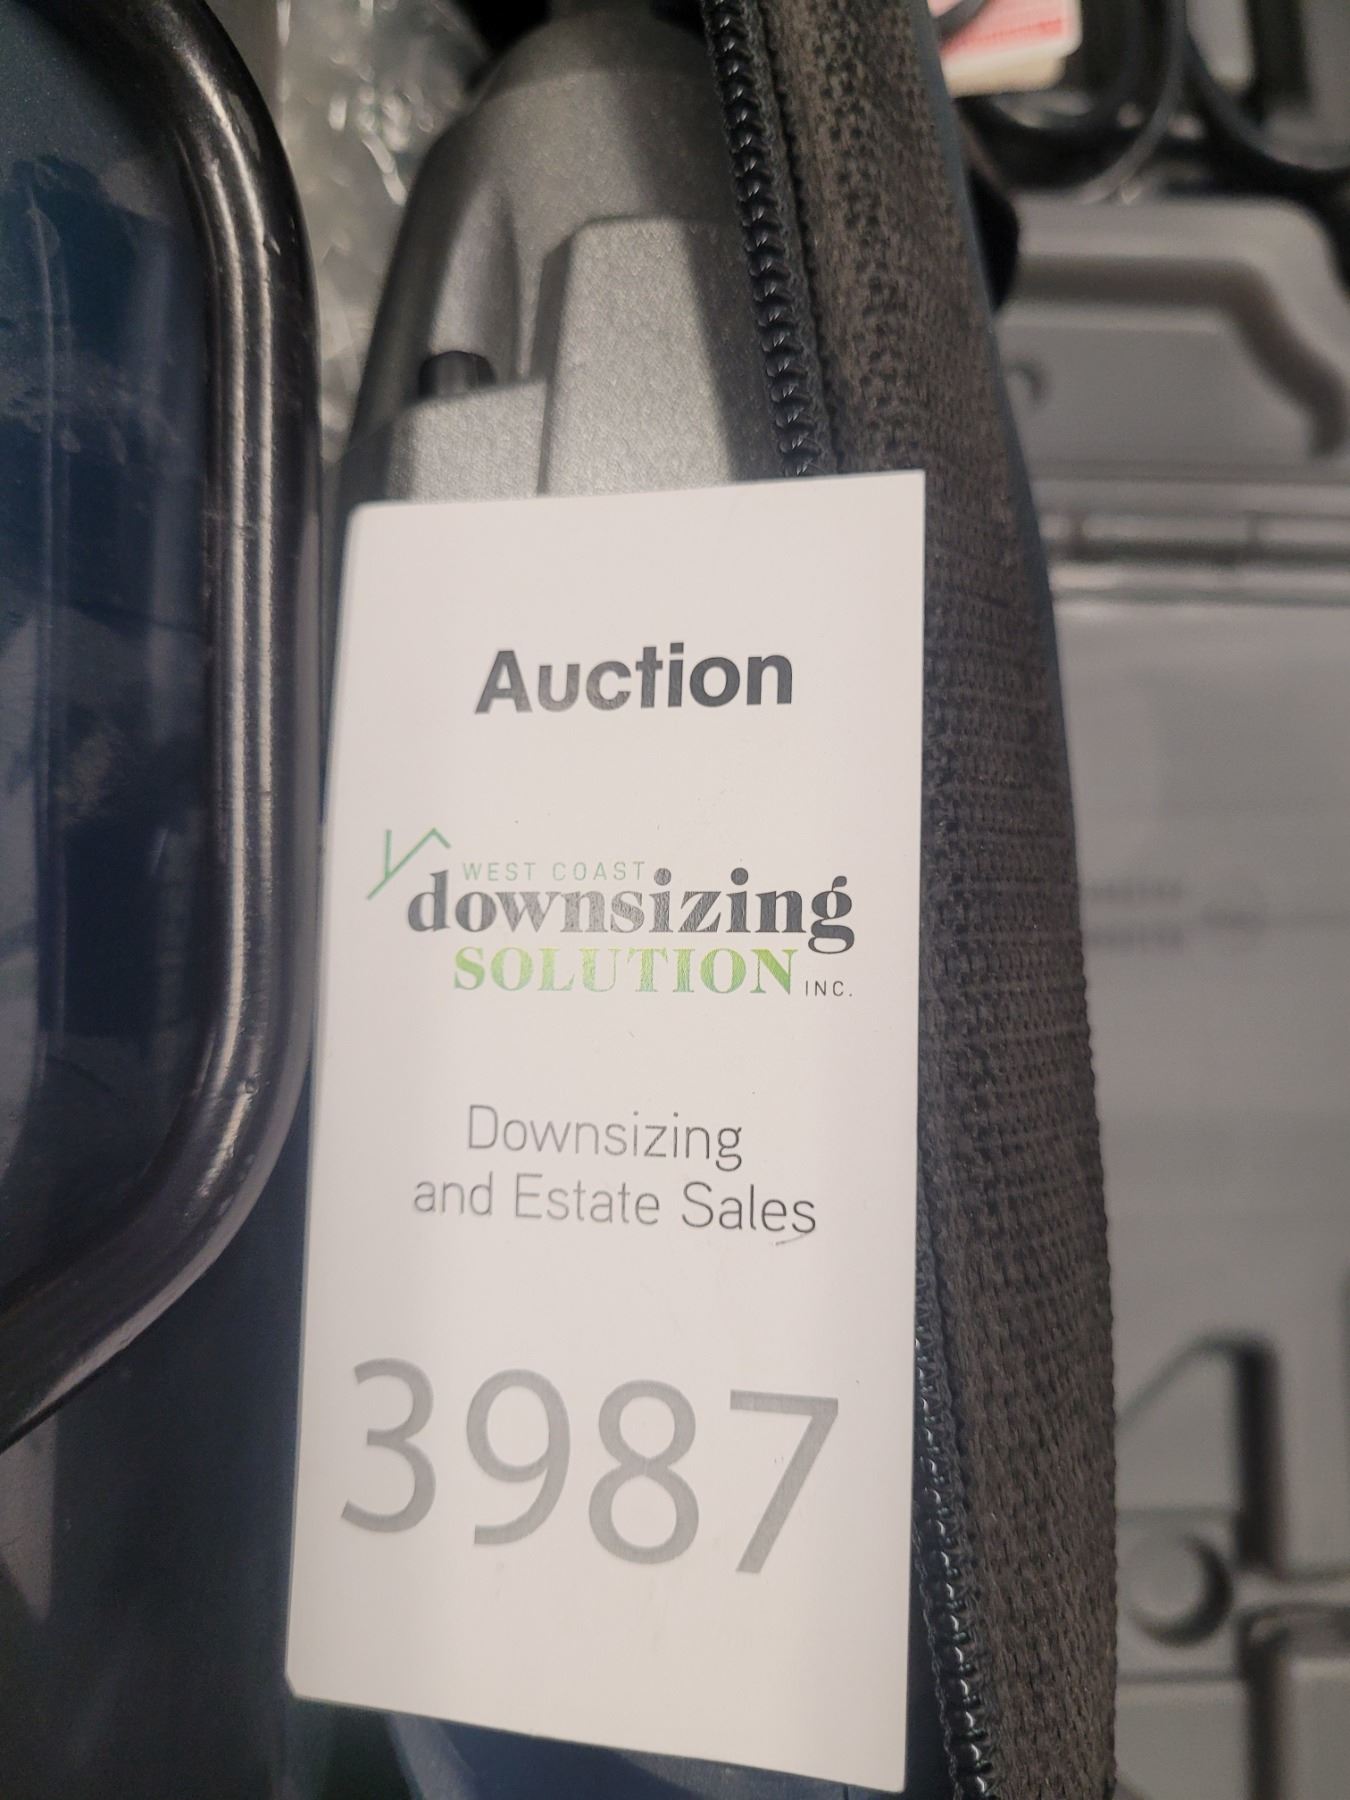 Auction
WEST COAST
downsizing
SOLUTION INC.
Downsizing
and Estate Sales
3987